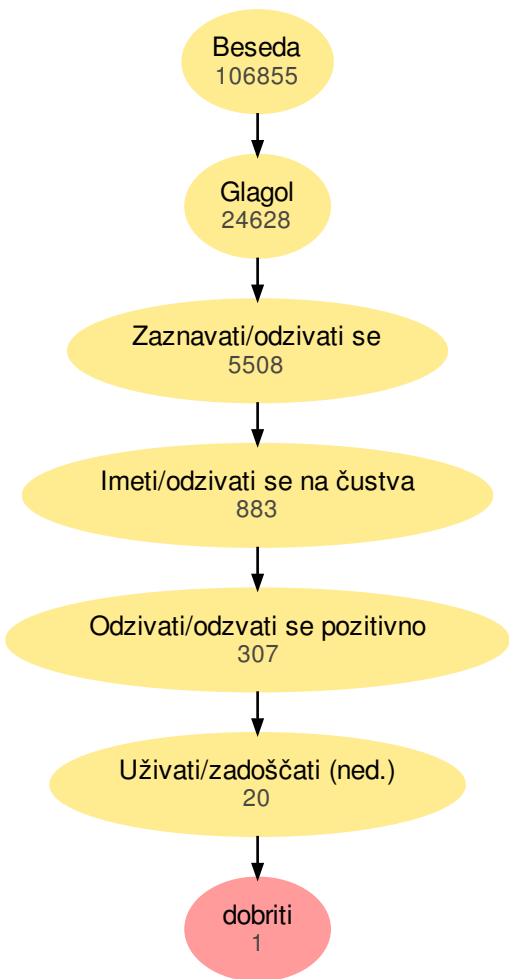 Beseda
106855
Glagol
24628
Zaznavati/odzivati se
5508
Imeti/odzivati se na čustva
883
Odzivati/odzvati se pozitivno
307
Uživati/zadoščati (ned.)
20
dobriti
1